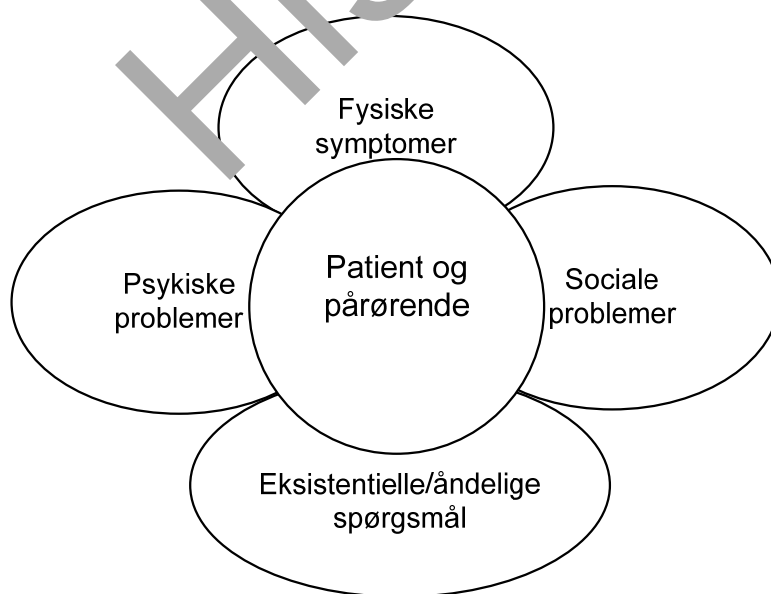 Fysiske
symptomer
Patient og
pårørende
Psykiske
problemer
Sociale
problemer
Eksistentielle/åndelige
spørgsmål